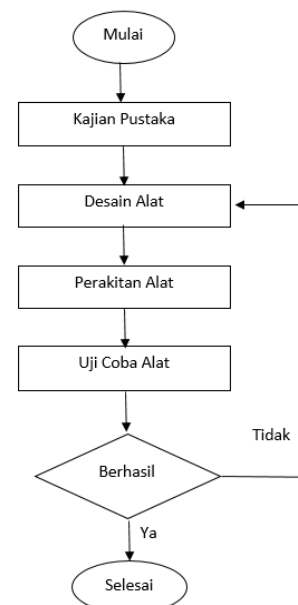 Mulai
Kajian Pustaka
Desain Alat
Perakitan Alat
Uji Coba Alat
Tidak
Berhasil
Ya
Selesai